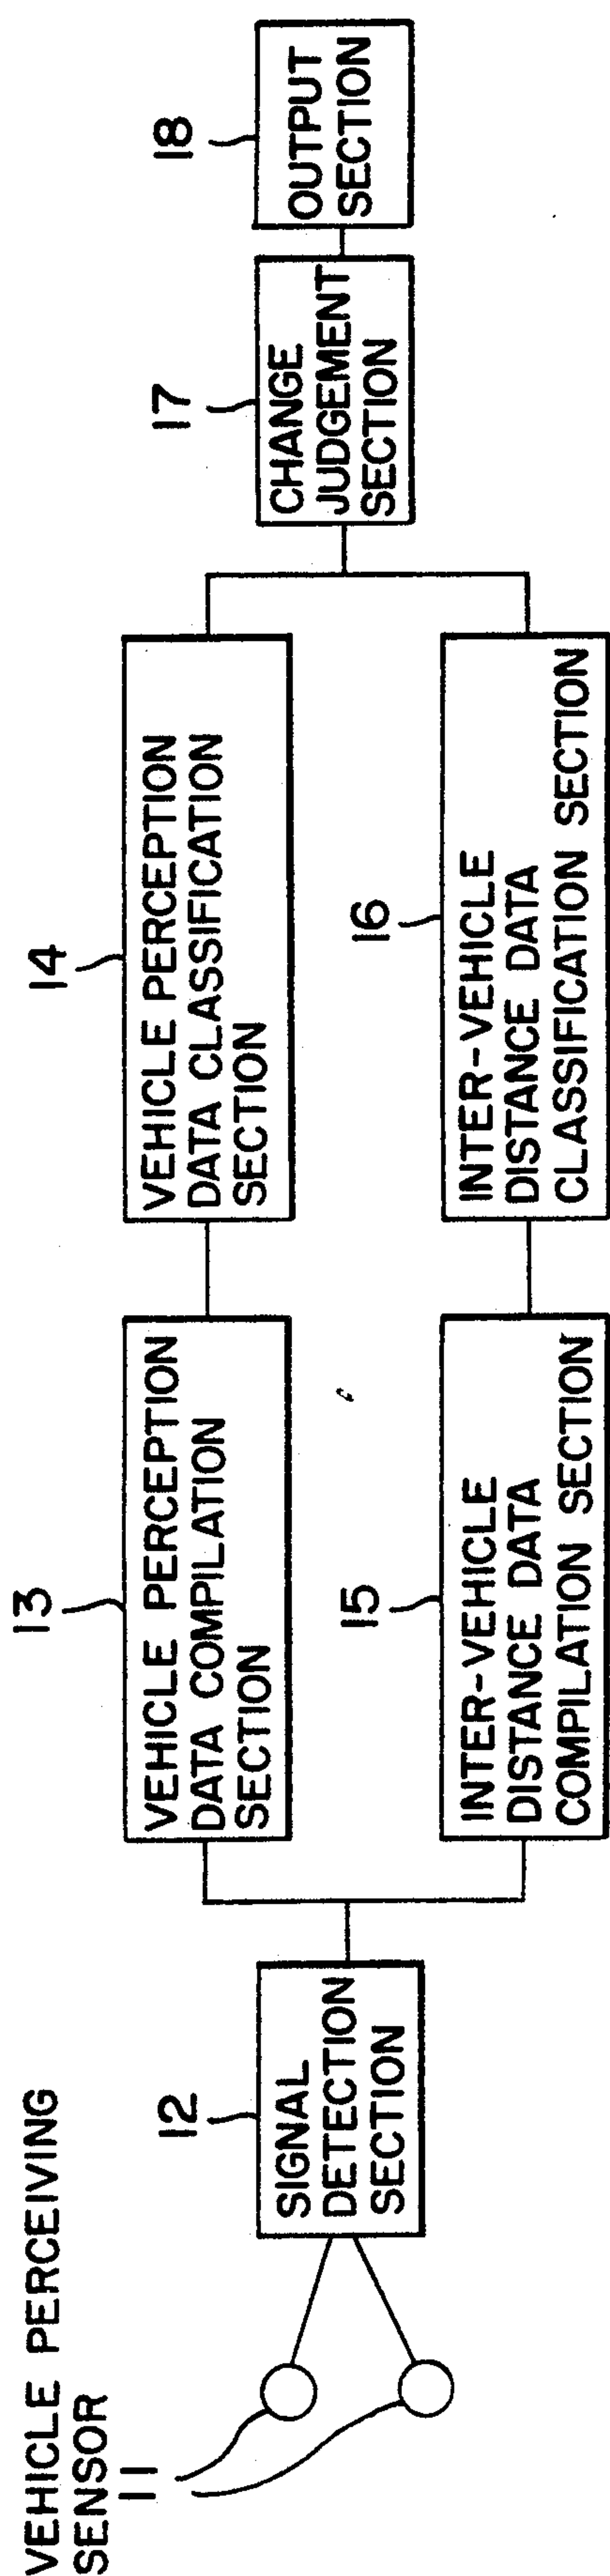 VEHICLE PERCEIVING
SENSOR
11
12
SIGNAL
DETECTION
SECTION
13
VEHICLE PERCEPTION
DATA COMPILATION
SECTION
14
VEHICLE PERCEPTION
DATA CLASSIFICATION
SECTION
15
INTER-VEHICLE
DISTANCE DATA
COMPILATION SECTION
16
INTER-VEHICLE
DISTANCE DATA
CLASSIFICATION SECTION
17
CHANGE
JUDGEMENT
SECTION
18
OUTPUT
SECTION